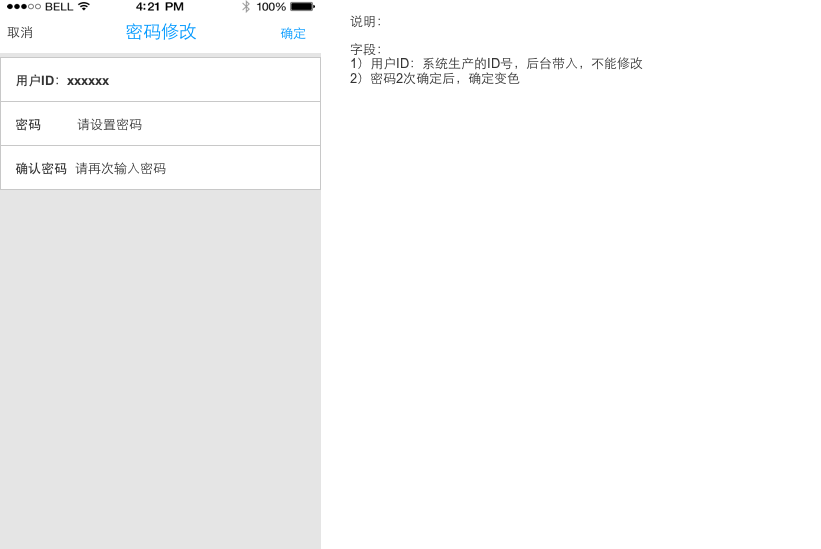 BELL 4:21 PM 100%
取消 密码修改 确定
用户ID：xxxxxx
密码 请设置密码
确认密码 请再次输入密码
说明：
字段：
1）用户ID：系统生产的ID号，后台带入，不能修改
2）密码2次确定后，确定变色